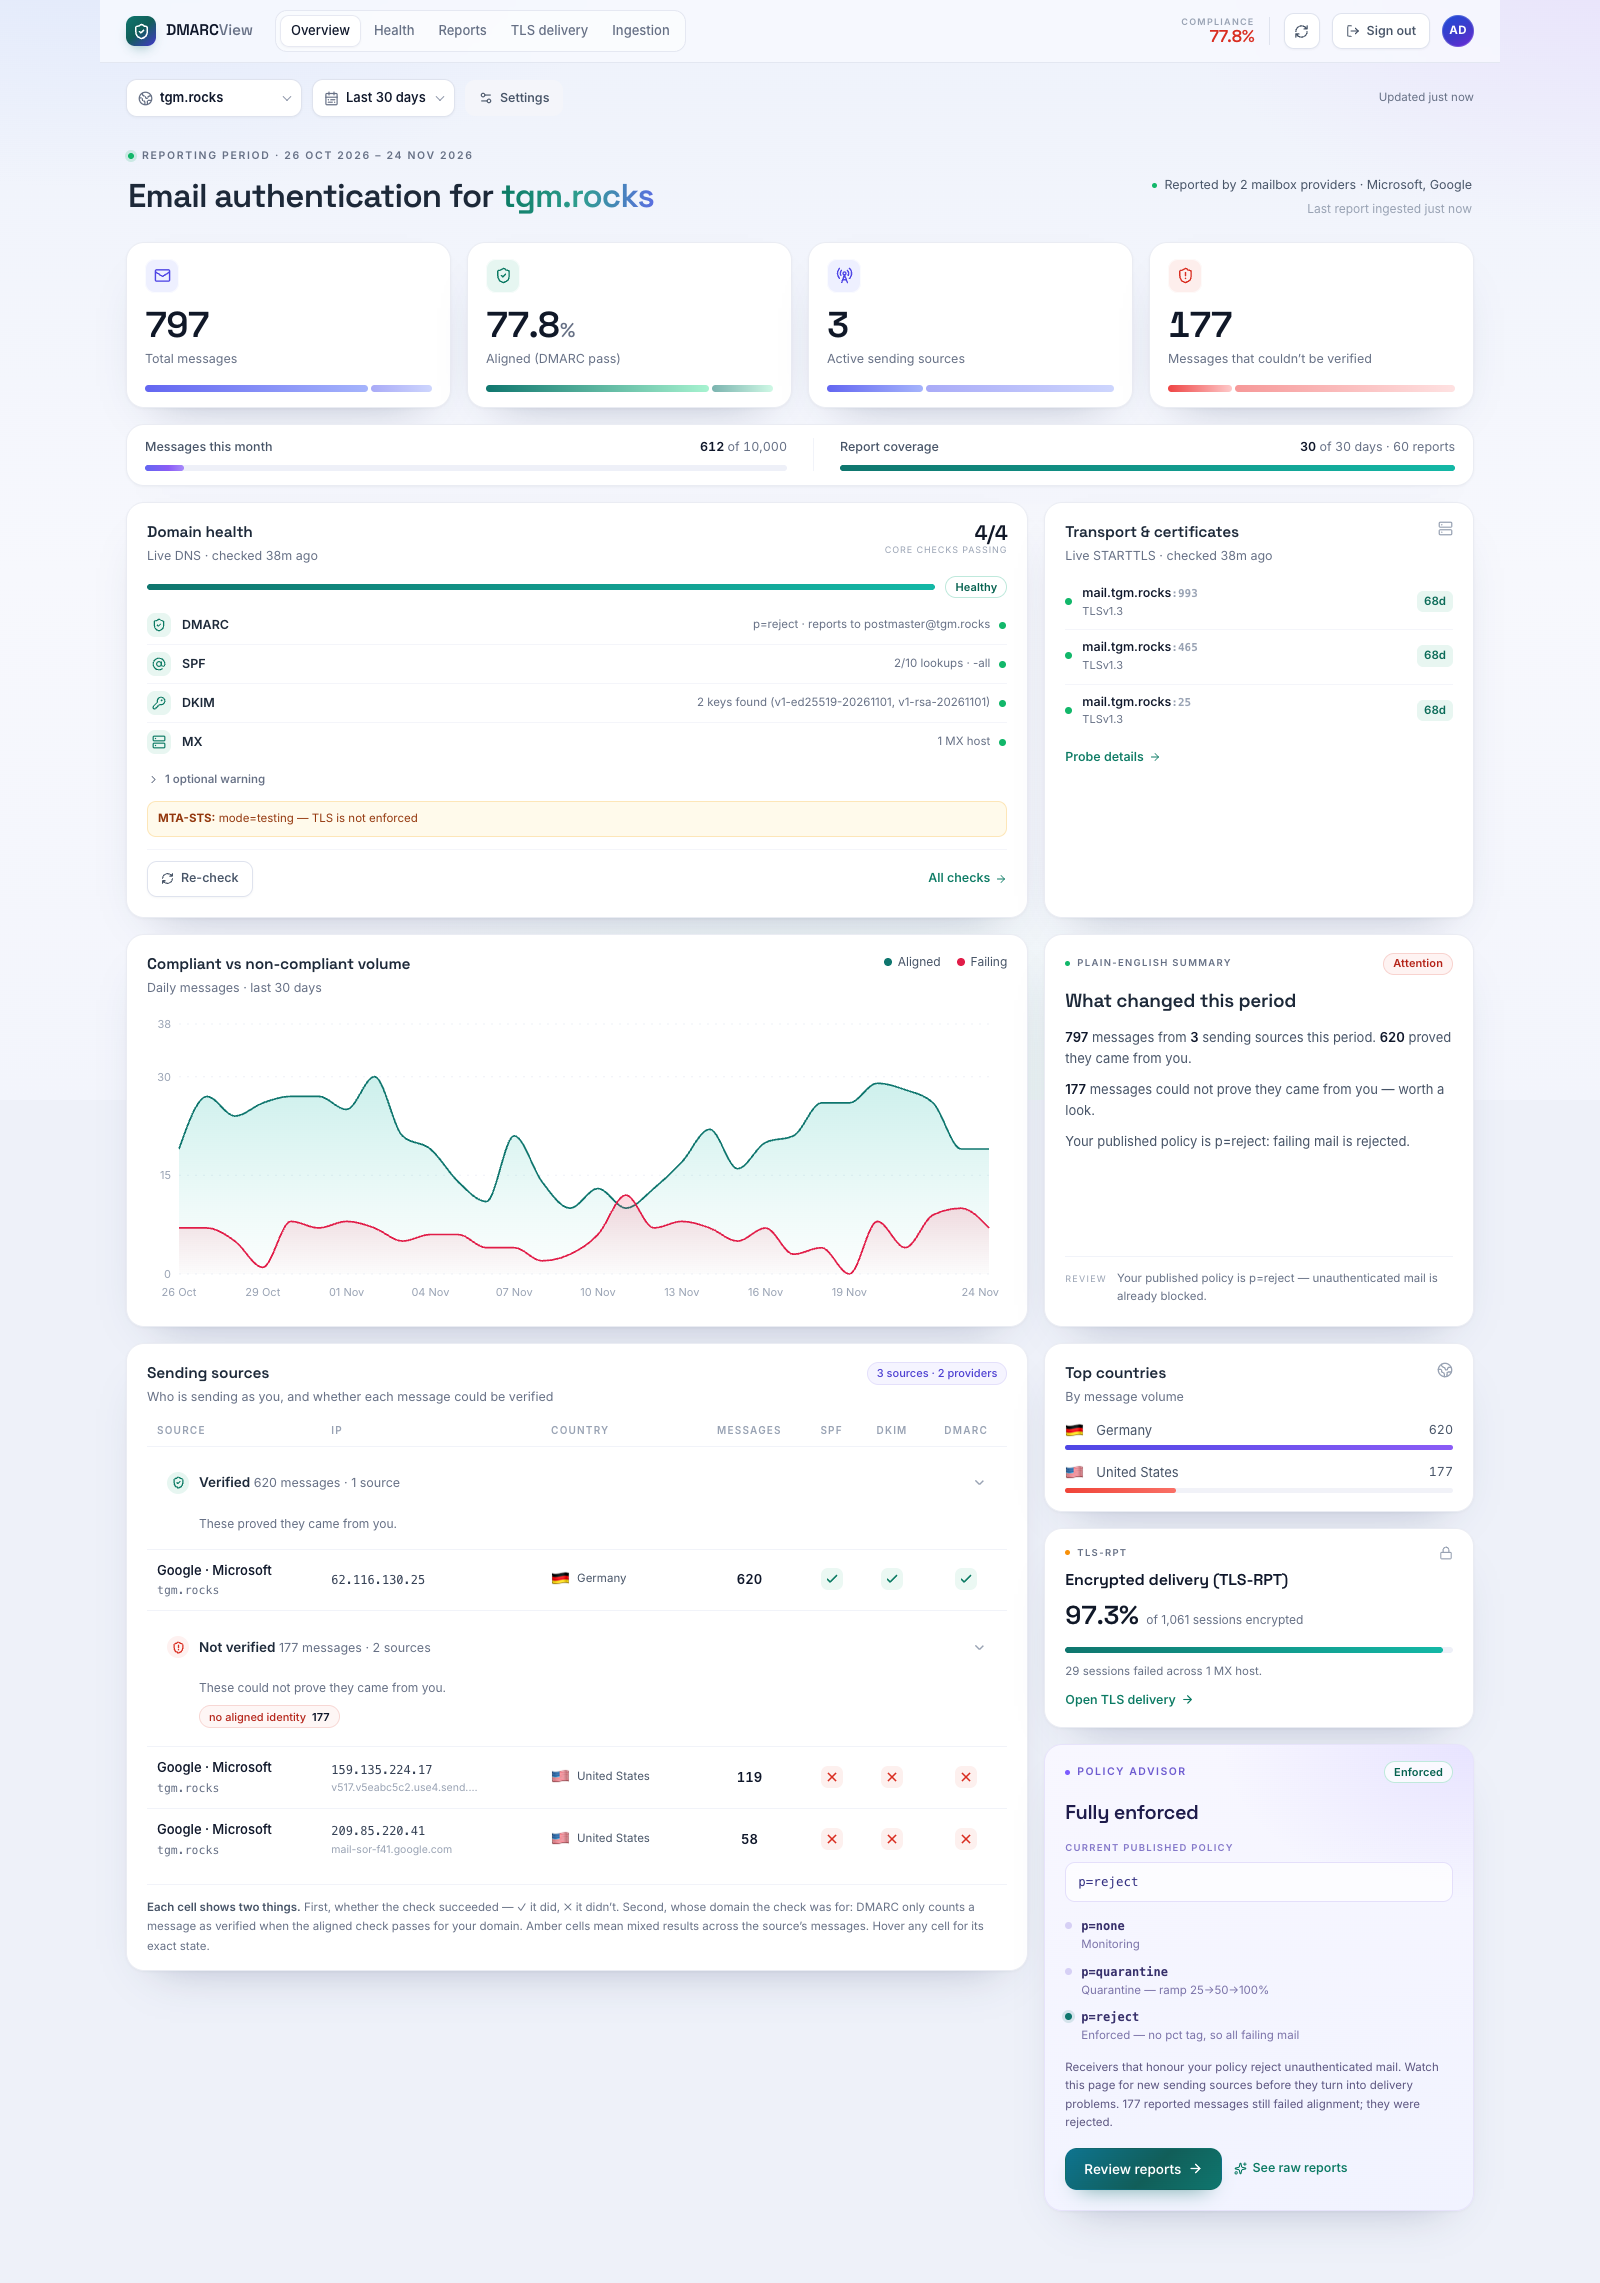 DMARCView
Overview
Health
Reports
TLS delivery
Ingestion
COMPLIANCE
77.8%
Sign out
AD
tgm.rocks
Last 30 days
Settings
Updated just now
REPORTING PERIOD · 26 OCT 2026 – 24 NOV 2026
Email authentication for tgm.rocks
Reported by 2 mailbox providers · Microsoft, Google
Last report ingested just now
797
Total messages
77.8%
Aligned (DMARC pass)
3
Active sending sources
177
Messages that couldn't be verified
Messages this month
612 of 10,000
Report coverage
30 of 30 days · 60 reports
Domain health
Live DNS · checked 38m ago
4/4
CORE CHECKS PASSING
Healthy
DMARC
p=reject · reports to postmaster@tgm.rocks
SPF
2/10 lookups · -all
DKIM
2 keys found (v1-ed25519-20261101, v1-rsa-20261101)
MX
1 MX host
1 optional warning
MTA-STS: mode=testing — TLS is not enforced
Re-check
All checks →
Transport & certificates
Live STARTTLS · checked 38m ago
mail.tgm.rocks:993
TLSv1.3
68d
mail.tgm.rocks:465
TLSv1.3
68d
mail.tgm.rocks:25
TLSv1.3
68d
Probe details →
Compliant vs non-compliant volume
Daily messages · last 30 days
Aligned
Failing
38
30
15
0
26 Oct
29 Oct
01 Nov
04 Nov
07 Nov
10 Nov
13 Nov
16 Nov
19 Nov
24 Nov
PLAIN-ENGLISH SUMMARY
Attention
What changed this period
797 messages from 3 sending sources this period. 620 proved
they came from you.
177 messages could not prove they came from you — worth a
look.
Your published policy is p=reject: failing mail is rejected.
REVIEW
Your published policy is p=reject — unauthenticated mail is
already blocked.
Sending sources
Who is sending as you, and whether each message could be verified
3 sources · 2 providers
SOURCE
IP
COUNTRY
MESSAGES
SPF
DKIM
DMARC
Verified 620 messages · 1 source
These proved they came from you.
Google · Microsoft
tgm.rocks
62.116.130.25
Germany
620
Not verified 177 messages · 2 sources
These could not prove they came from you.
no aligned identity 177
Google · Microsoft
tgm.rocks
159.135.224.17
v517.v5eabc5c2.use4.send....
United States
119
Google · Microsoft
tgm.rocks
209.85.220.41
mail-sor-f41.google.com
United States
58
Each cell shows two things. First, whether the check succeeded — ✓ it did, ✕ it didn't. Second, whose domain the check was for: DMARC only counts a
message as verified when the aligned check passes for your domain. Amber cells mean mixed results across the source's messages. Hover any cell for its
exact state.
Top countries
By message volume
Germany
620
United States
177
TLS-RPT
Encrypted delivery (TLS-RPT)
97.3% of 1,061 sessions encrypted
29 sessions failed across 1 MX host.
Open TLS delivery →
POLICY ADVISOR
Enforced
Fully enforced
CURRENT PUBLISHED POLICY
p=reject
p=none
Monitoring
p=quarantine
Quarantine — ramp 25→50→100%
p=reject
Enforced — no pct tag, so all failing mail
Receivers that honour your policy reject unauthenticated mail. Watch
this page for new sending sources before they turn into delivery
problems. 177 reported messages still failed alignment; they were
rejected.
Review reports →
See raw reports